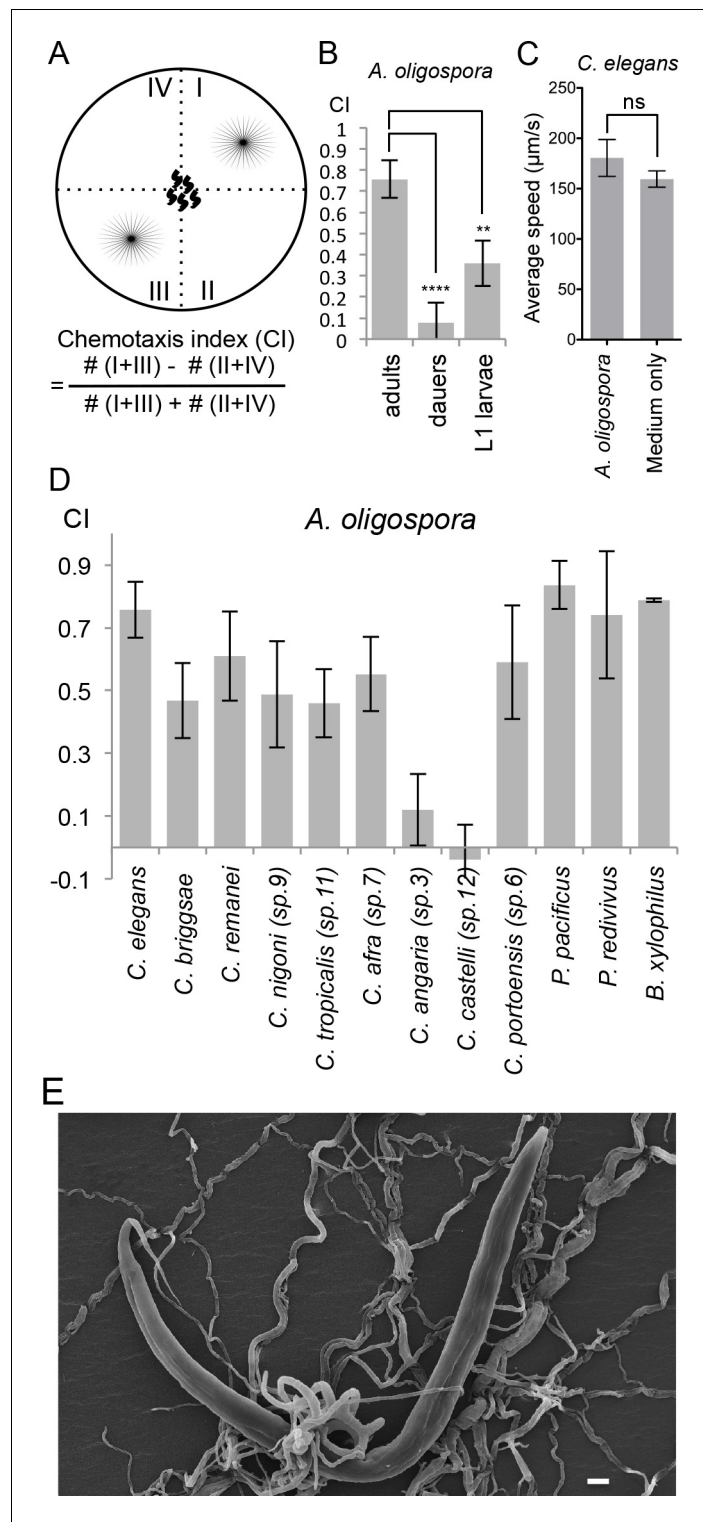 A
IV
I
III
II
Chemotaxis index (CI)
= # (I+III) - # (II+IV)
# (I+III) + # (II+IV)
B
A. oligospora
CI
1
0.9
0.8
0.7
0.6
0.5
0.4
0.3
0.2
0.1
0
****
**
adults
dauers
L1 larvae
C
C. elegans
Average speed (µm/s)
250
200
150
100
50
0
ns
A. oligospora
Medium only
D
CI
A. oligospora
0.9
0.7
0.5
0.3
0.1
-0.1
C. elegans
C. briggsae
C. remanei
C. nigoni (sp.9)
C. tropicalis (sp.11)
C. afra (sp.7)
C. angaria (sp.3)
C. castelli (sp.12)
C. portoensis (sp.6)
P. pacificus
P. redivivus
B. xylophilus
E